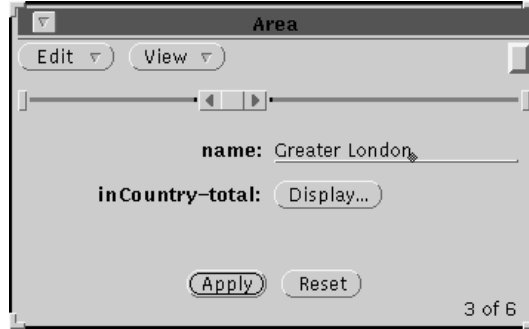 Area
Edit View
name: Greater London
inCountry-total: Display...
Apply Reset
3 of 6